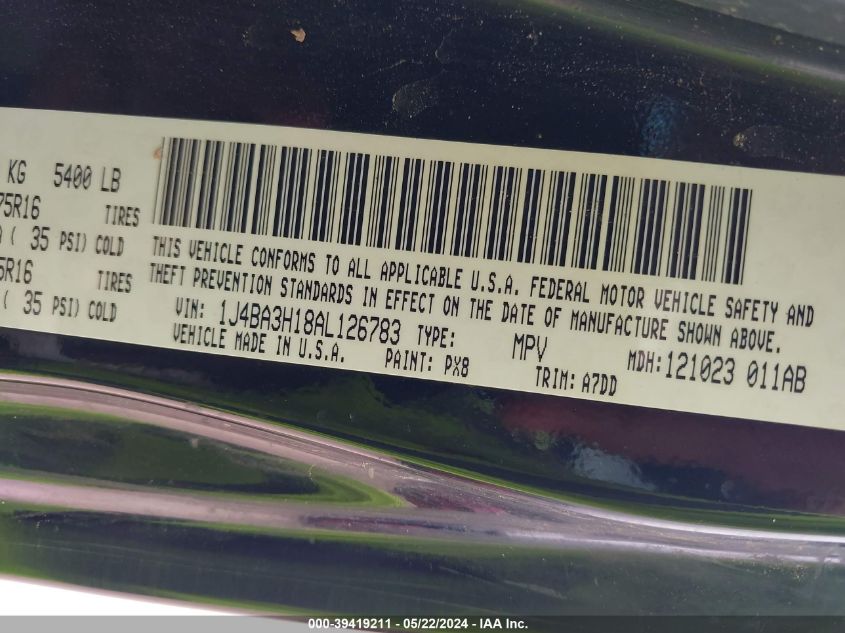 KG 5400 LB
75R16 TIRES
( 35 PSI) COLD
5R16 TIRES
( 35 PSI) COLD
THIS VEHICLE CONFORMS TO ALL APPLICABLE U.S.A. FEDERAL MOTOR VEHICLE SAFETY AND
THEFT PREVENTION STANDARDS IN EFFECT ON THE DATE OF MANUFACTURE SHOWN ABOVE.
VIN: 1J4BA3H18AL126783 TYPE: MPV MDH:121023 011AB
VEHICLE MADE IN U.S.A. PAINT: PX8 TRIM: A7DD
000-39419211 - 05/22/2024 - IAA Inc.